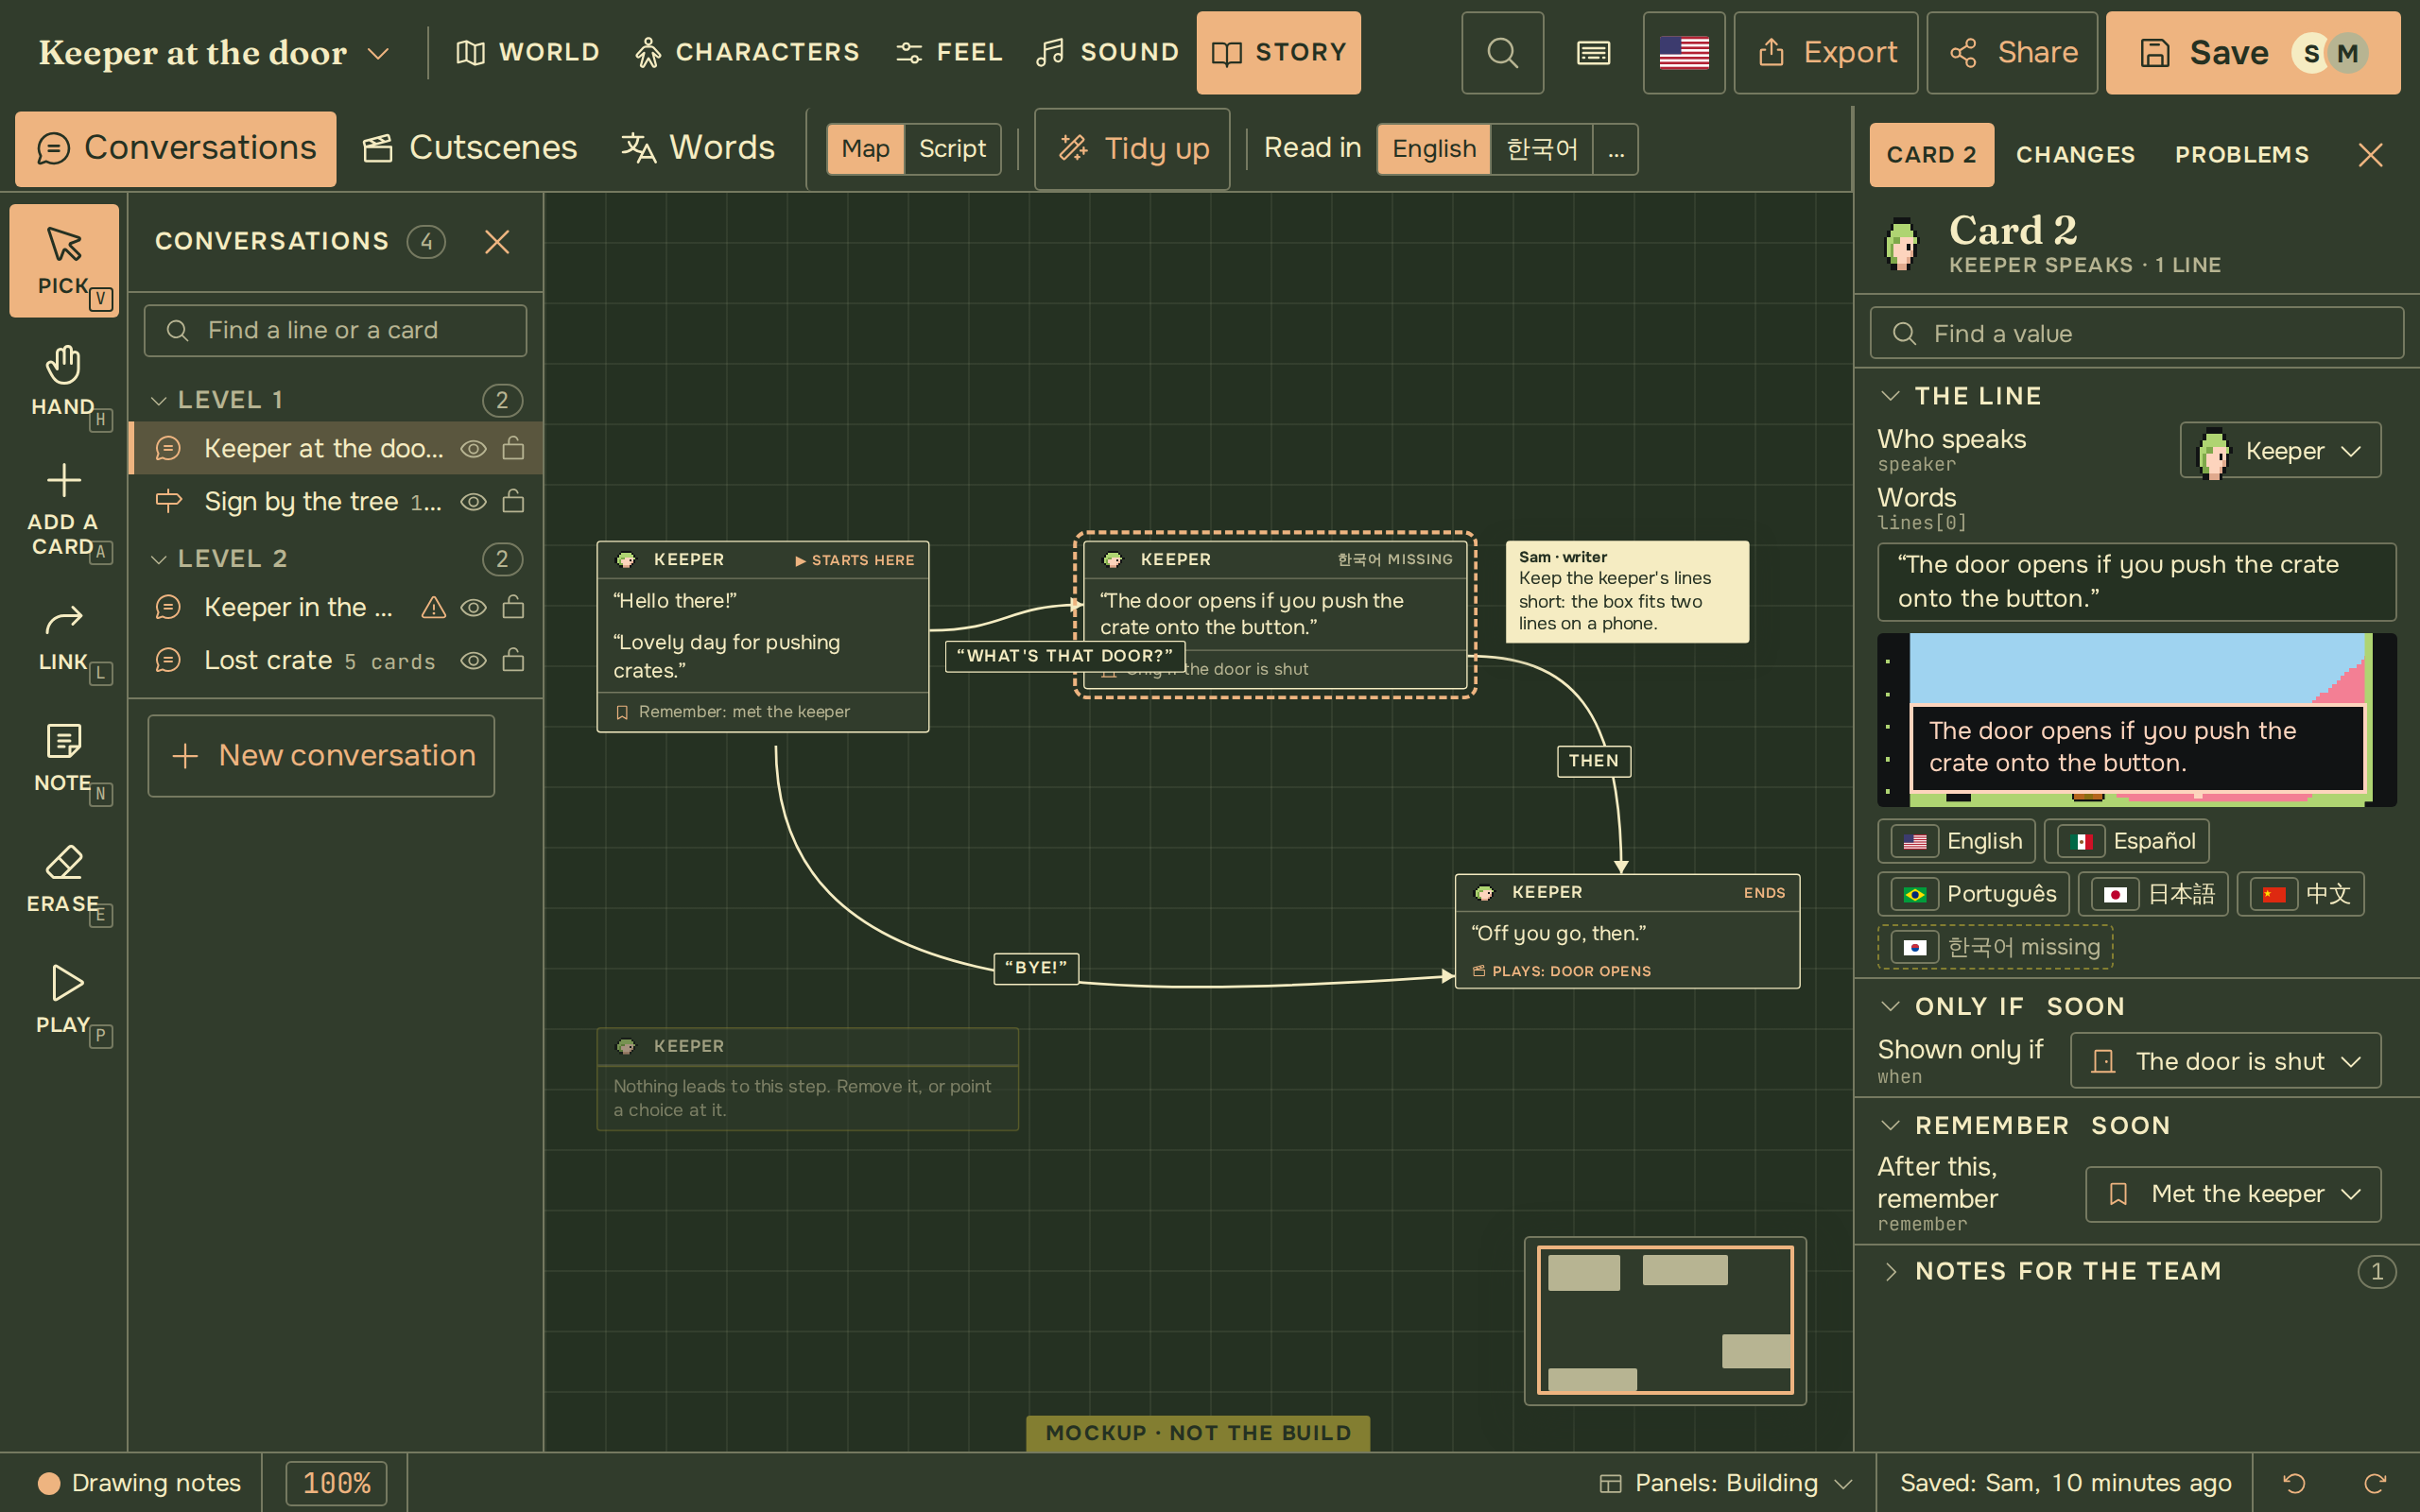 Keeper at the door
WORLD
CHARACTERS
FEEL
SOUND
STORY
Export
Share
Save
S
M
Conversations
Cutscenes
Words
Map
Script
Tidy up
Read in
English
한국어
...
CARD 2
CHANGES
PROBLEMS
PICK
V
HAND
H
ADD A
CARD
A
LINK
L
NOTE
N
ERASE
E
PLAY
P
CONVERSATIONS 4
Find a line or a card
LEVEL 1 2
Keeper at the doo...
Sign by the tree 1...
LEVEL 2 2
Keeper in the ...
Lost crate 5 cards
New conversation
KEEPER
▶ STARTS HERE
“Hello there!”
“Lovely day for pushing
crates.”
Remember: met the keeper
“WHAT'S THAT DOOR?”
KEEPER
한국어 MISSING
“The door opens if you push the
crate onto the button.”
the door is shut
Sam · writer
Keep the keeper's lines
short: the box fits two
lines on a phone.
THEN
“BYE!”
KEEPER
ENDS
“Off you go, then.”
PLAYS: DOOR OPENS
KEEPER
Nothing leads to this step. Remove it, or point
a choice at it.
MOCKUP · NOT THE BUILD
Card 2
KEEPER SPEAKS · 1 LINE
Find a value
THE LINE
Who speaks
speaker
Keeper
Words
lines[0]
“The door opens if you push the crate
onto the button.”
The door opens if you push the
crate onto the button.
English
Español
Português
日本語
中文
한국어 missing
ONLY IF SOON
Shown only if
when
The door is shut
REMEMBER SOON
After this,
remember
remember
Met the keeper
NOTES FOR THE TEAM 1
Drawing notes
100%
Panels: Building
Saved: Sam, 10 minutes ago